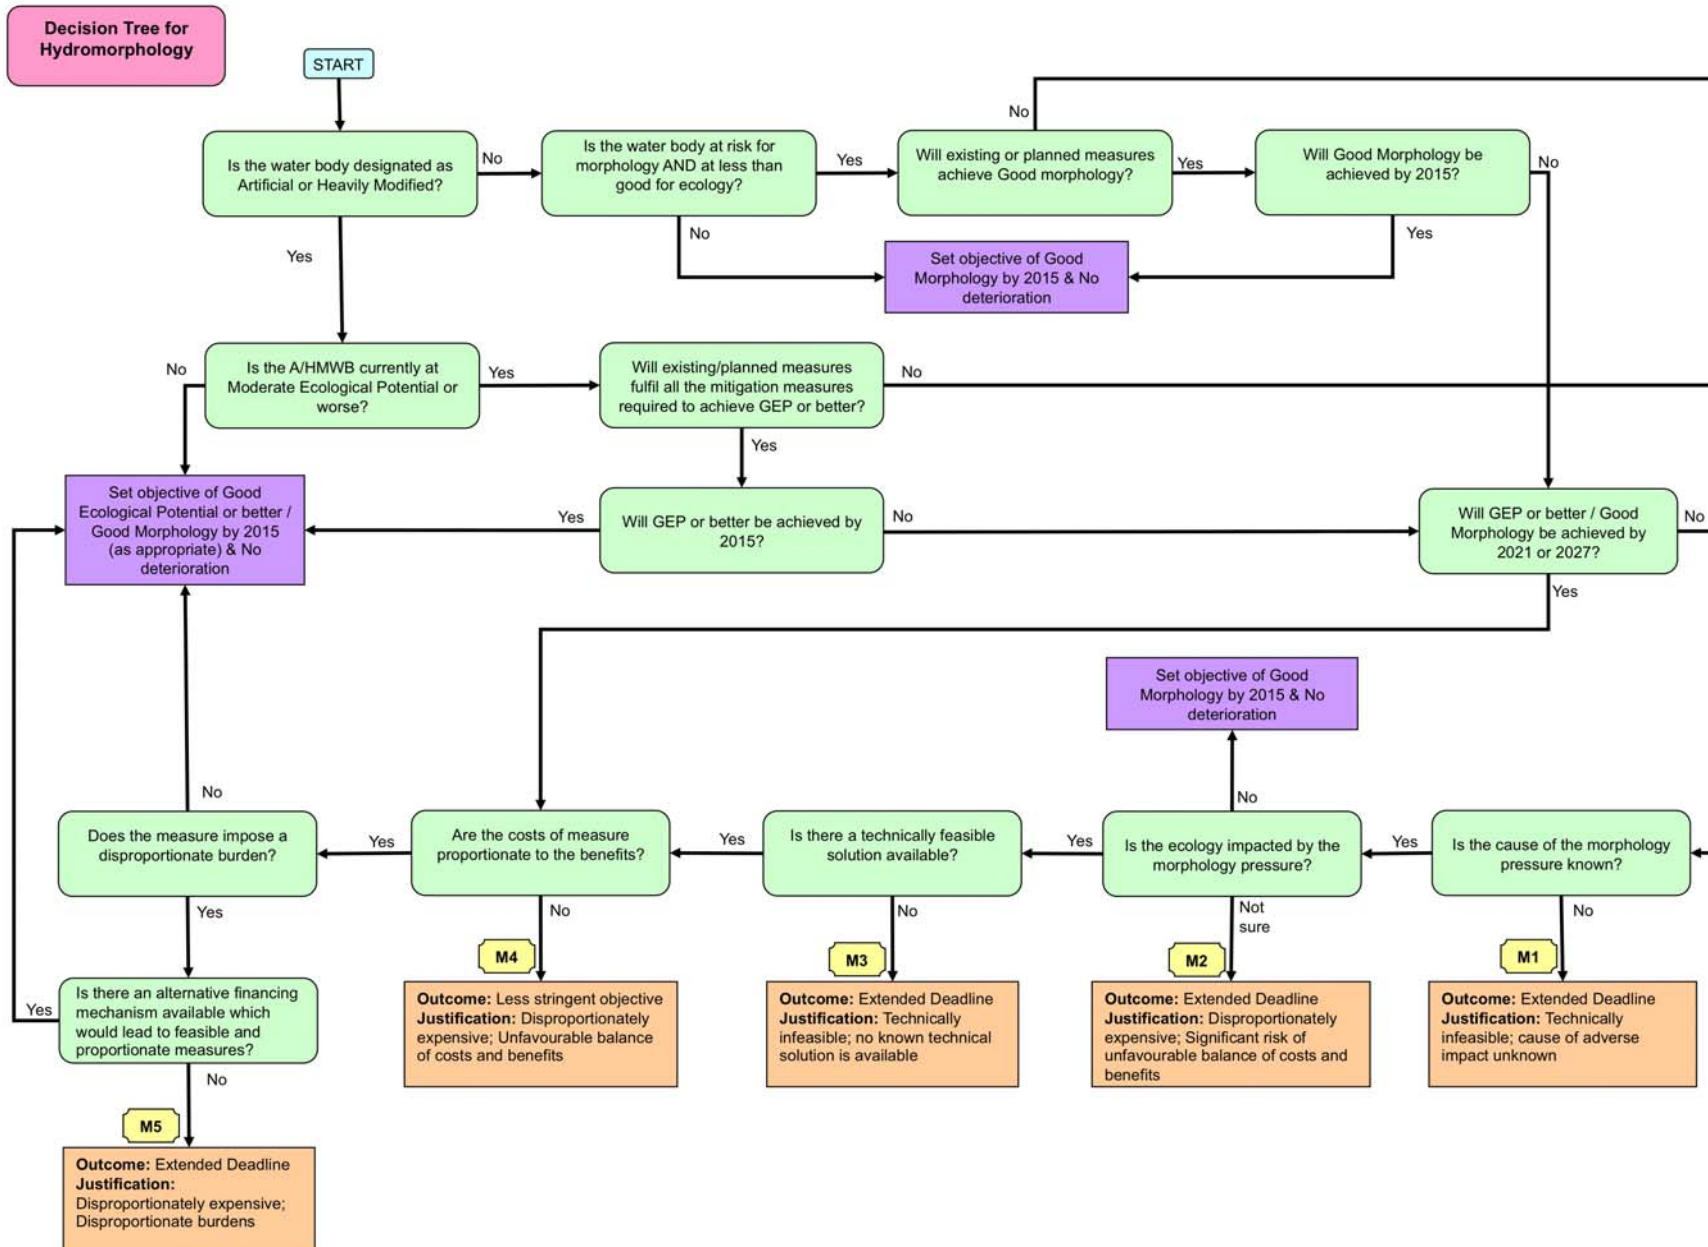 Decision Tree for
Hydromorphology
START
Is the water body designated as
Artificial or Heavily Modified?
No
Is the water body at risk for
morphology AND at less than
good for ecology?
Yes
Will existing or planned measures
achieve Good morphology?
No
Yes
Will Good Morphology be
achieved by 2015?
No
Yes
No
Yes
Set objective of Good
Morphology by 2015 & No
deterioration
No
Is the A/HMWB currently at
Moderate Ecological Potential or
worse?
Yes
Will existing/planned measures
fulfil all the mitigation measures
required to achieve GEP or better?
No
Yes
Set objective of Good
Ecological Potential or better /
Good Morphology by 2015
(as appropriate) & No
deterioration
Yes
Will GEP or better be achieved by
2015?
No
Will GEP or better / Good
Morphology be achieved by
2021 or 2027?
No
Yes
Set objective of Good
Morphology by 2015 & No
deterioration
No
No
Does the measure impose a
disproportionate burden?
Yes
Are the costs of measure
proportionate to the benefits?
Yes
Is there a technically feasible
solution available?
Yes
Is the ecology impacted by the
morphology pressure?
Yes
Is the cause of the morphology
pressure known?
Yes
No
No
Not
sure
No
M4
M3
M2
M1
Yes
Is there an alternative financing
mechanism available which
would lead to feasible and
proportionate measures?
No
Outcome: Less stringent objective
Justification: Disproportionately
expensive; Unfavourable balance
of costs and benefits
Outcome: Extended Deadline
Justification: Technically
infeasible; no known technical
solution is available
Outcome: Extended Deadline
Justification: Disproportionately
expensive; Significant risk of
unfavourable balance of costs and
benefits
Outcome: Extended Deadline
Justification: Technically
infeasible; cause of adverse
impact unknown
M5
Outcome: Extended Deadline
Justification:
Disproportionately expensive;
Disproportionate burdens